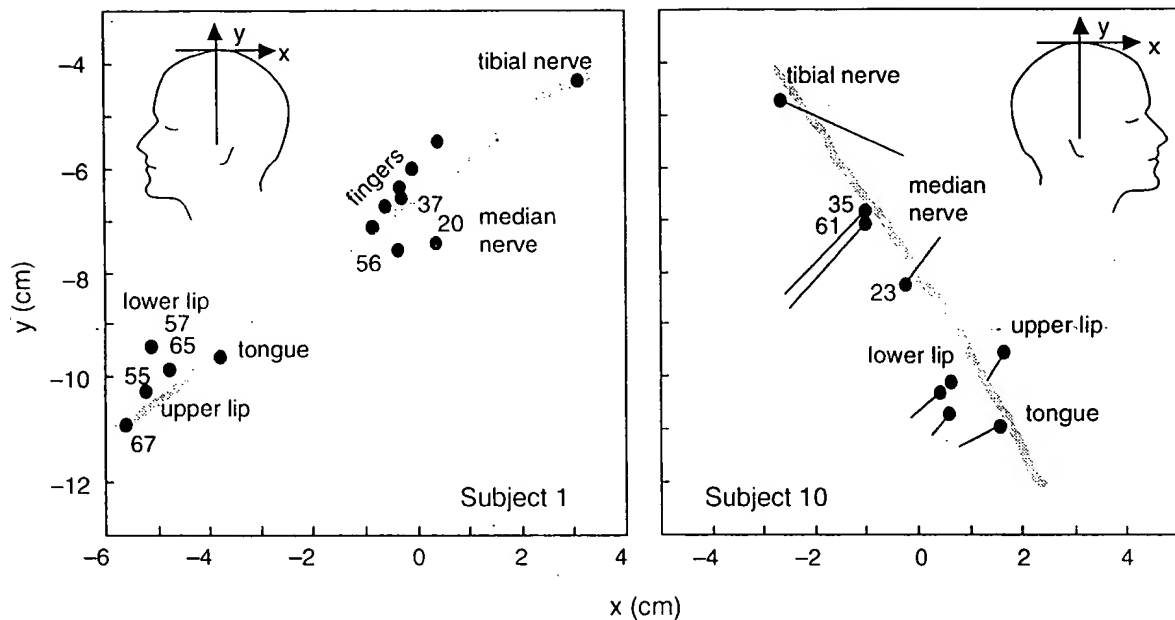 y
x
tibial nerve
fingers
37
20
median
nerve
56
lower lip
57
65
tongue
55
upper lip
67
Subject 1
−4
−6
−8
−10
−12
y (cm)
−6
−4
−2
0
2
4
y
x
tibial nerve
median
nerve
35
61
23
upper lip
lower lip
tongue
Subject 10
−4
−2
0
2
4
x (cm)